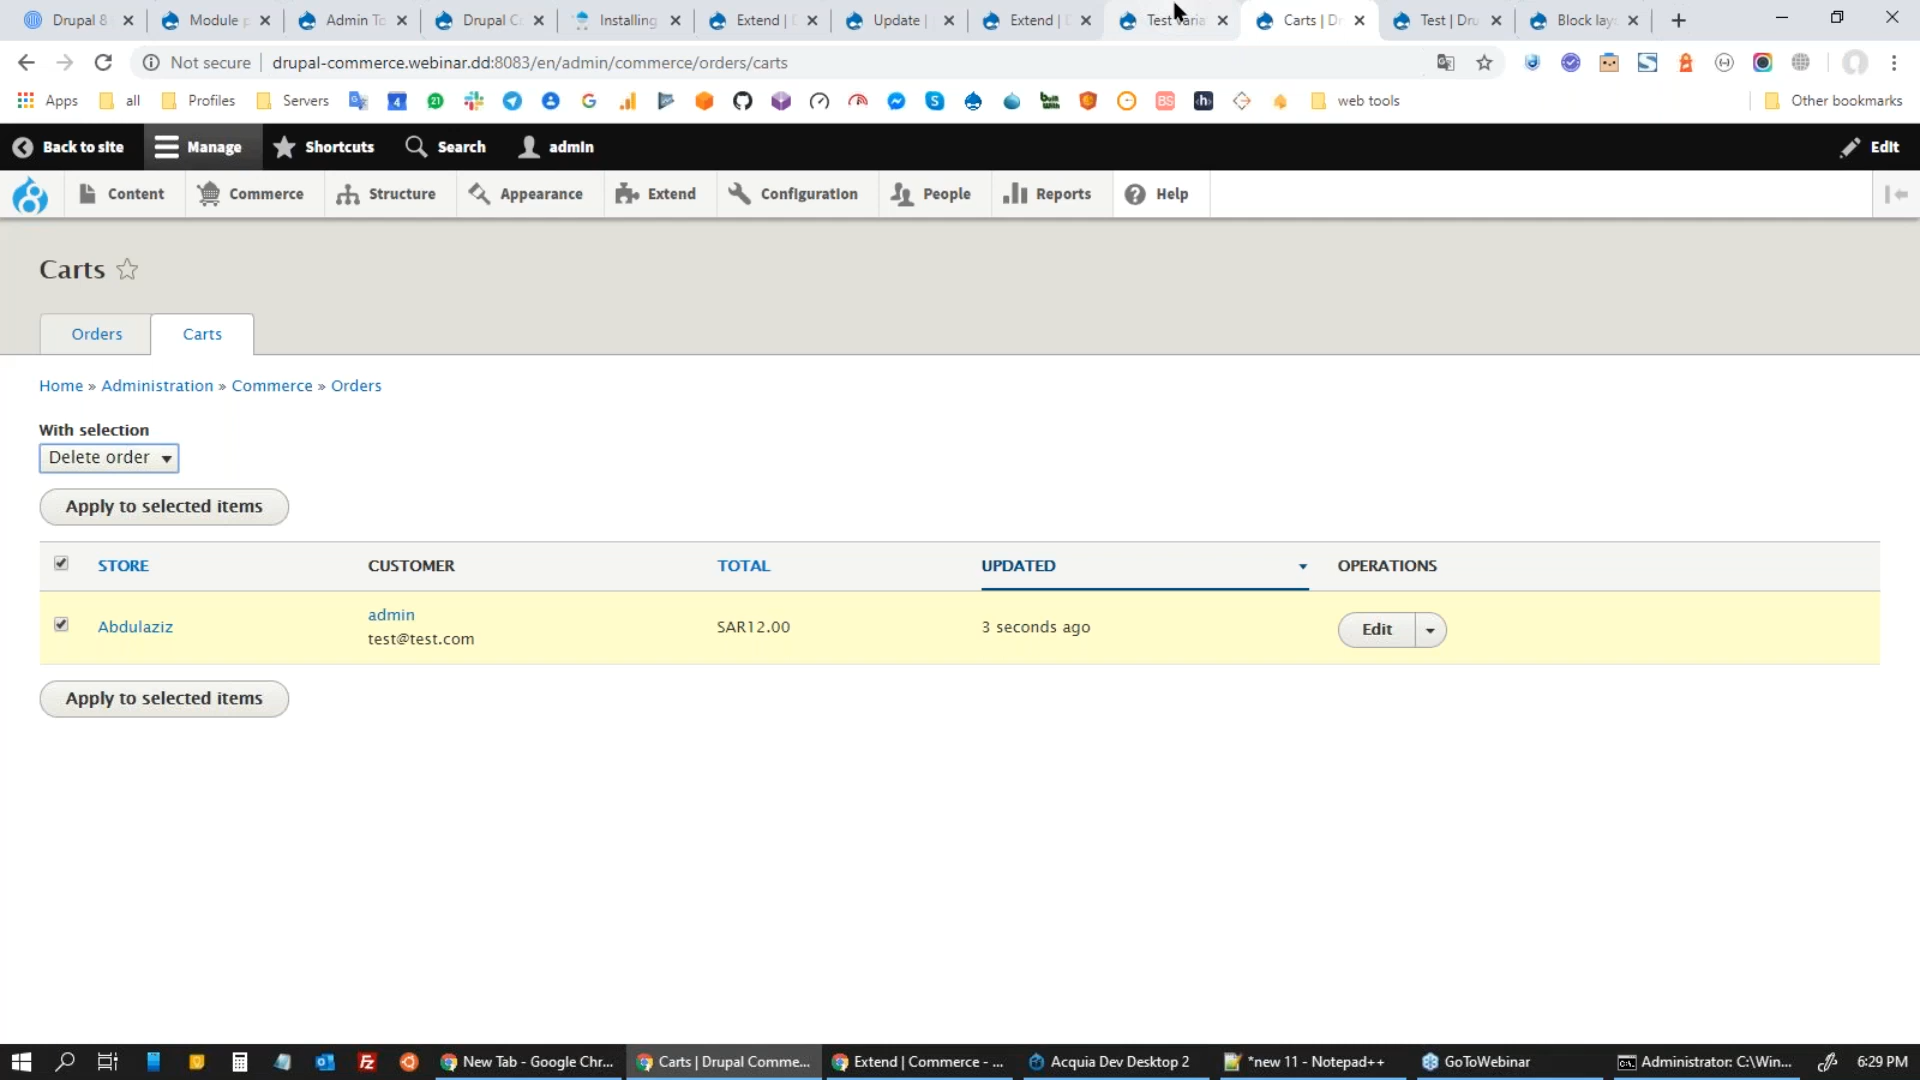 Drupal 8
Module p
Admin To
Drupal C
Installing
Extend | D
Update |
Extend | D
Test Varia
Carts | Dr
Test | Dru
Block lay
Not secure
drupal-commerce.webinar.dd:8083/en/admin/commerce/orders/carts
Apps
all
Profiles
Servers
web tools
Other bookmarks
Back to site
Manage
Shortcuts
Search
admin
Edit
Content
Commerce
Structure
Appearance
Extend
Configuration
People
Reports
Help
Carts
Orders
Carts
Home » Administration » Commerce » Orders
With selection
Delete order
Apply to selected items
STORE CUSTOMER TOTAL UPDATED OPERATIONS
Abdulaziz
admin
test@test.com
SAR12.00
3 seconds ago
Edit
Apply to selected items
New Tab - Google Chr...
Carts | Drupal Comme...
Extend | Commerce - ...
Acquia Dev Desktop 2
*new 11 - Notepad++
GoToWebinar
Administrator: C:\Win...
6:29 PM